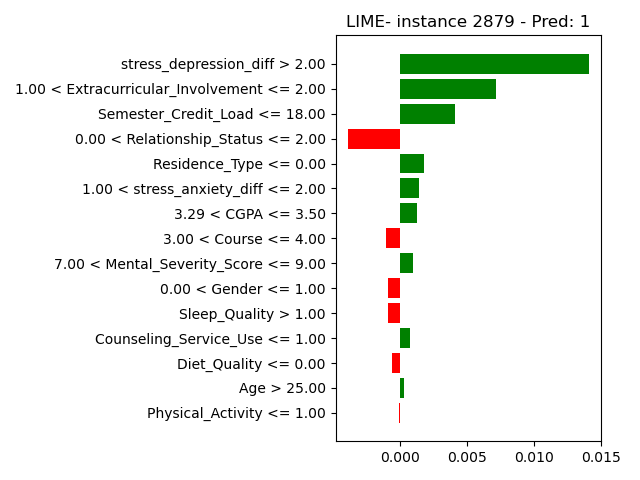 LIME- instance 2879 - Pred: 1
stress_depression_diff > 2.00
1.00 < Extracurricular_Involvement <= 2.00
Semester_Credit_Load <= 18.00
0.00 < Relationship_Status <= 2.00
Residence_Type <= 0.00
1.00 < stress_anxiety_diff <= 2.00
3.29 < CGPA <= 3.50
3.00 < Course <= 4.00
7.00 < Mental_Severity_Score <= 9.00
0.00 < Gender <= 1.00
Sleep_Quality > 1.00
Counseling_Service_Use <= 1.00
Diet_Quality <= 0.00
Age > 25.00
Physical_Activity <= 1.00
0.000 0.005 0.010 0.015